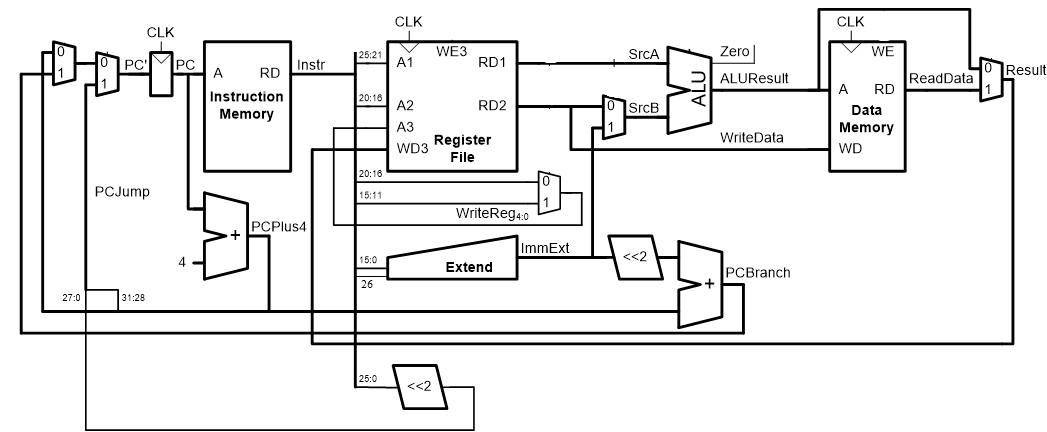 CLK
CLK
CLK
0
1
0
1
PC'
PC
A
RD
Instruction
Memory
Instr
25:21
20:16
WE3
A1
RD1
A2
RD2
A3
WD3
Register
File
SrcA
0
1
SrcB
ALU
Zero
ALUResult
WriteData
WE
A
RD
Data
Memory
WD
ReadData
0
1
Result
20:16
15:11
0
1
WriteReg4:0
PCJump
PCPlus4
+
4
15:0
26
Extend
ImmExt
<<2
+
PCBranch
27:0
31:28
25:0
<<2